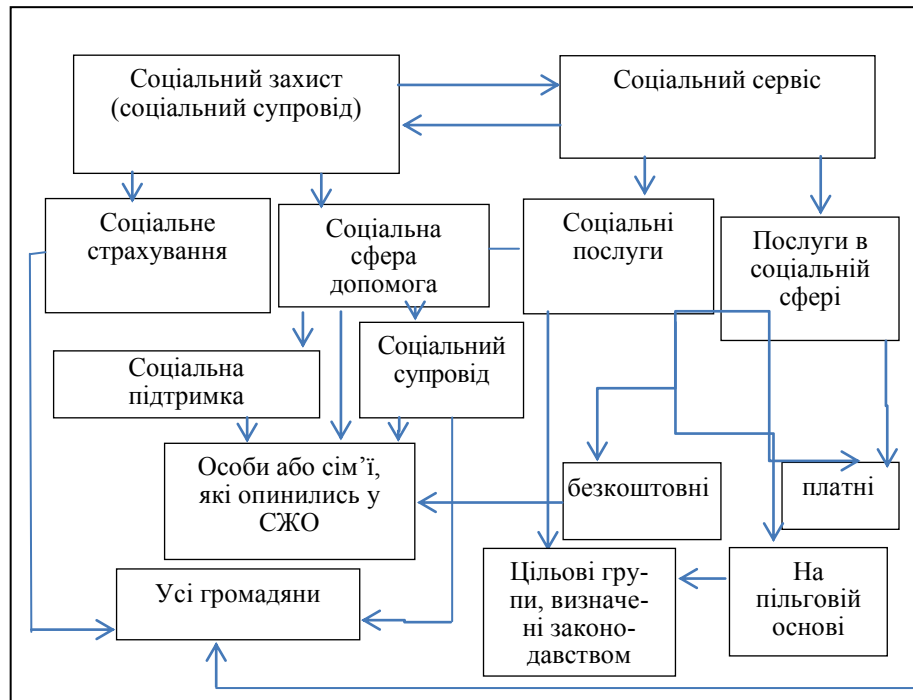 Соціальний захист
(соціальний супровід)
Соціальний сервіс
Соціальне
страхування
Соціальна
сфера
допомога
Соціальні
послуги
Послуги в
соціальній
сфері
Соціальна
підтримка
Соціальний
супровід
Особи або сім’ї,
які опинились у
СЖО
безкоштовні
платні
Усі громадяни
Цільові гру-
пи, визначе-
ні законо-
давством
На
пільговій
основі